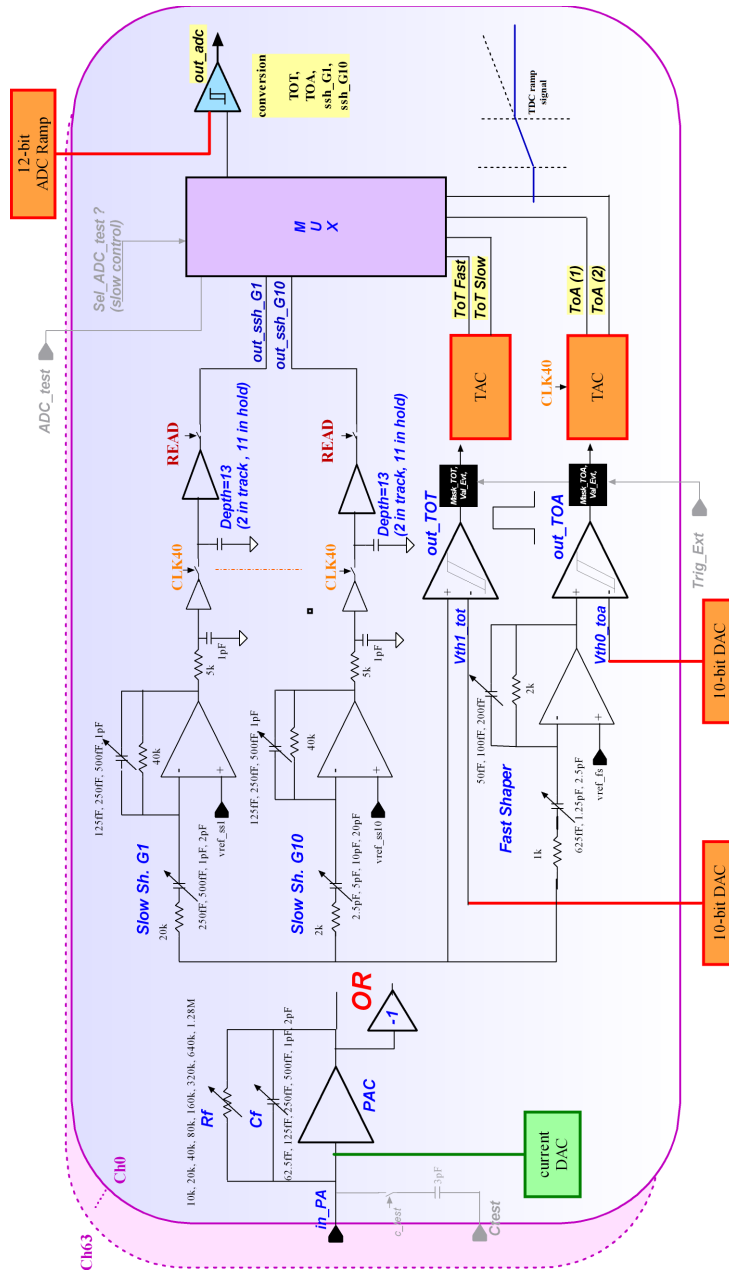 Ch63
Ch0
10k, 20k, 40k, 80k, 160k, 320k, 640k, 1.28M
Rf
Cf
62.5fF, 125fF, 250fF, 500fF, 1pF, 2pF
PAC
-1
OR
in_PA
c_test
3pF
Ctest
current
DAC
Slow Sh. G1
20k
250fF, 500fF, 1pF, 2pF
125fF, 250fF, 500fF, 1pF
40k
-
+
vref_ss1
5k
1pF
CLK40
Depth=13
(2 in track , 11 in hold)
READ
out_ssh_G1
Slow Sh. G10
2k
2.5pF, 5pF, 10pF, 20pF
125fF, 250fF, 500fF, 1pF
40k
-
+
vref_ss10
5k
1pF
CLK40
Depth=13
(2 in track, 11 in hold)
READ
out_ssh_G10
ADC_test
Sel_ADC_test ?
(slow control)
M
U
X
12-bit
ADC Ramp
out_adc
conversion
TOT,
TOA,
ssh_G1,
ssh_G10
Vth1_tot
+
-
out_TOT
Mask_TOT,
Val_Evt,
TAC
ToT Fast
ToT Slow
Fast Shaper
1k
625fF, 1.25pF, 2.5pF
50fF, 100fF, 200fF
2k
-
+
vref_fs
Vth0_toa
+
-
out_TOA
Mask_TOA,
Val_Evt,
CLK40
TAC
ToA (1)
ToA (2)
TDC ramp
signal
Trig_Ext
10-bit DAC
10-bit DAC